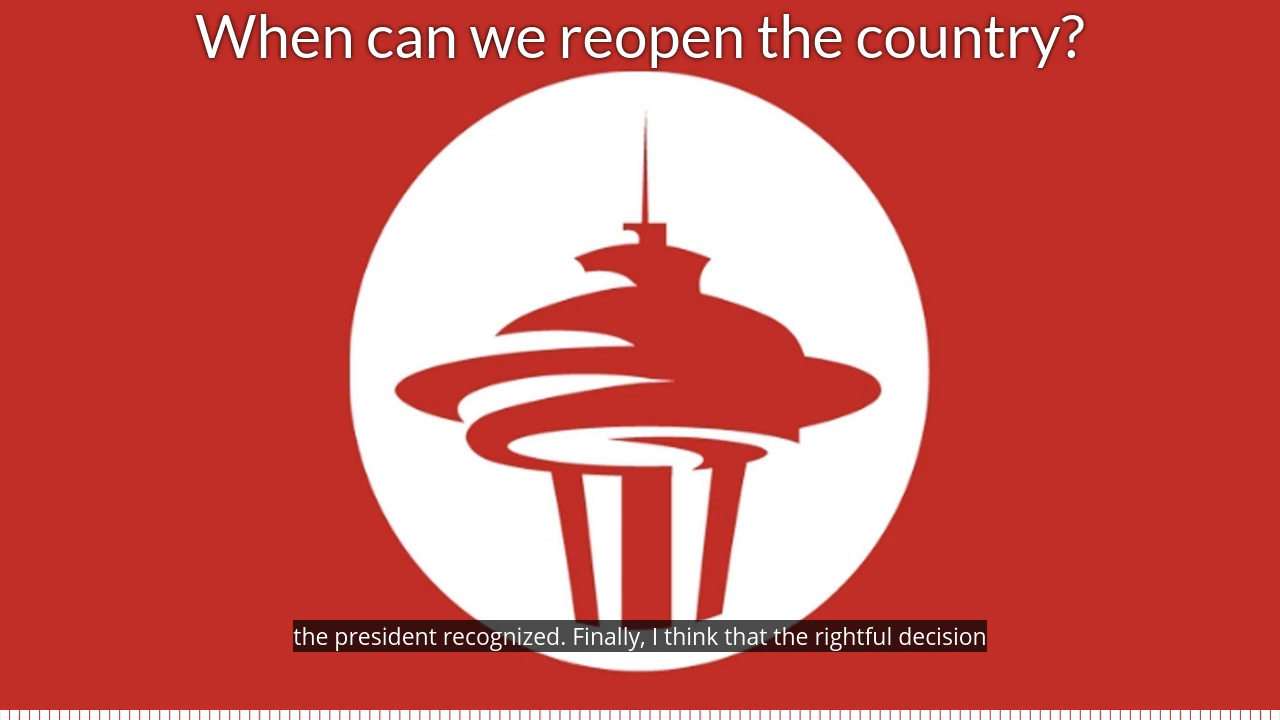 When can we reopen the country?
the president recognized. Finally, I think that the rightful decision